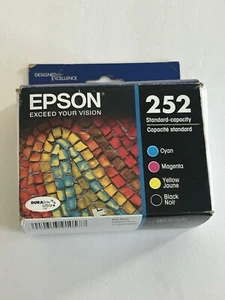 DESIGNED for EXCELLENCE
EPSON
EXCEED YOUR VISION
252
Standard-capacity
Capacité standard
Cyan
Magenta
Yellow
Jaune
Black
Noir
DURABrite
ULTRA